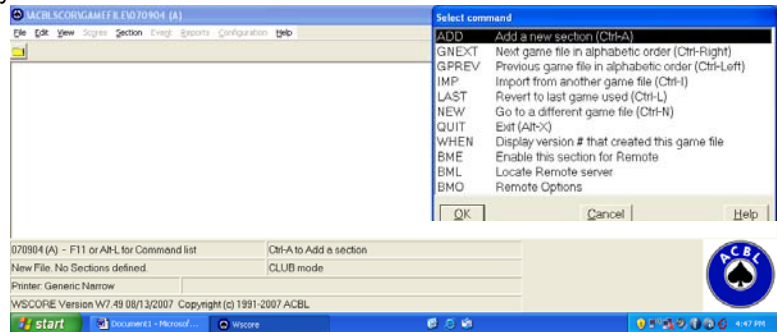 y
\ACBLSCOR\GAMEFILE\070904 (A)
File Edit View Scores Section Event Reports Configuration Help
Select command
ADD Add a new section (Ctrl-A)
GNEXT Next game file in alphabetic order (Ctrl-Right)
GPREV Previous game file in alphabetic order (Ctrl-Left)
IMP Import from another game file (Ctrl-I)
LAST Revert to last game used (Ctrl-L)
NEW Go to a different game file (Ctrl-N)
QUIT Exit (Alt-X)
WHEN Display version # that created this game file
BME Enable this section for Remote
BML Locate Remote server
BMO Remote Options
OK Cancel Help
070904 (A) - F11 or Alt-L for Command list Ctrl-A to Add a section
New File. No Sections defined. CLUB mode
Printer: Generic Narrow
WSCORE Version W7.49 08/13/2007 Copyright (c) 1991-2007 ACBL
ACBL
start Document1 - Microsof... Wscore 4:47 PM